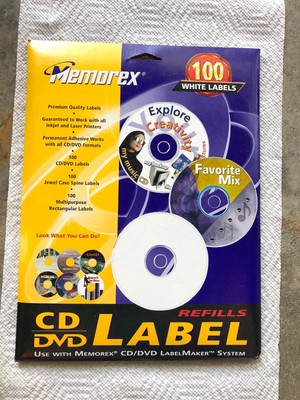 Memorex®
100
WHITE LABELS
Premium Quality Labels
•
Guaranteed to Work with all
Inkjet and Laser Printers
•
Permanent Adhesive Works
with all CD/DVD Formats
•
100
CD/DVD Labels
•
100
Jewel Case Spine Labels
•
100
Multipurpose
Rectangular Labels
Explore
Creativity
my music
CD
Favorite
Mix
Look What You Can Do!
REFILLS
CD
DVD
LABEL
USE WITH MEMOREX® CD/DVD LABELMAKER™ SYSTEM